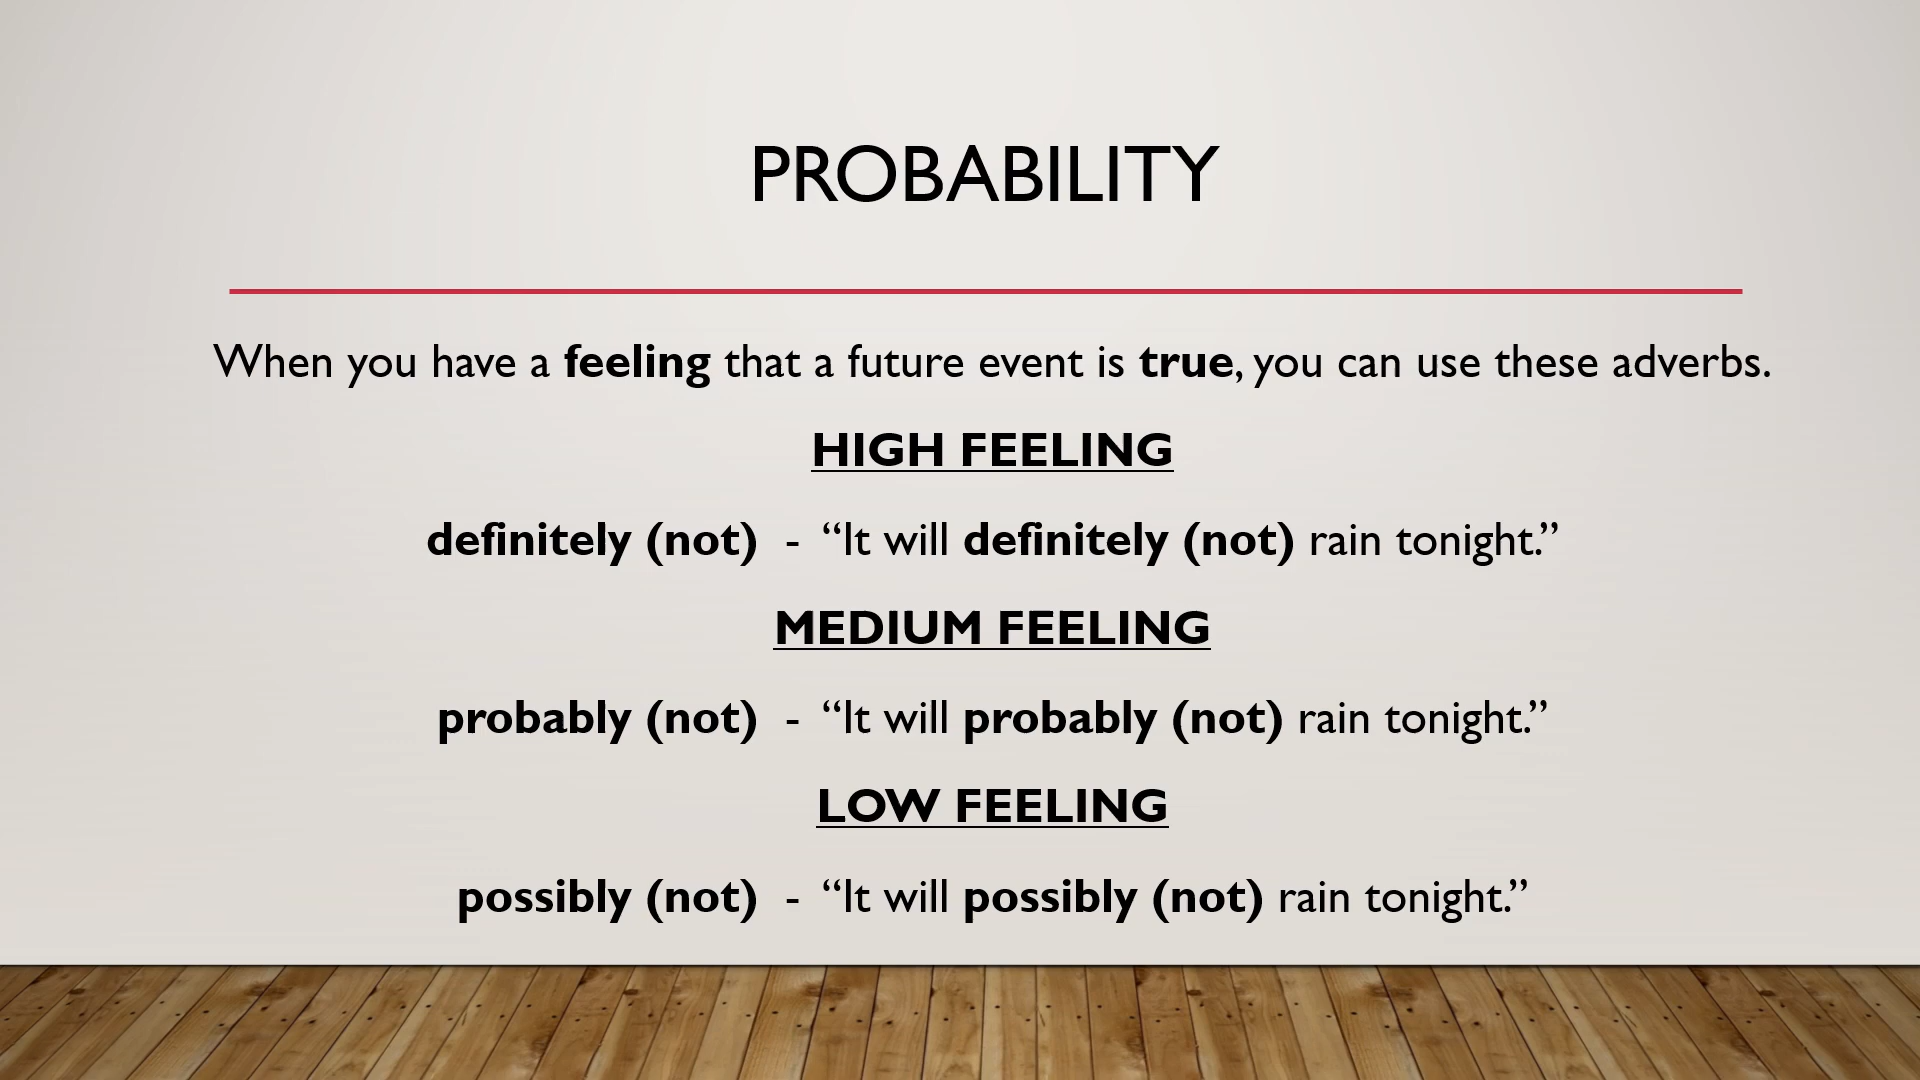 PROBABILITY
When you have a feeling that a future event is true, you can use these adverbs.
HIGH FEELING
definitely (not)  -  “It will definitely (not) rain tonight.”
MEDIUM FEELING
probably (not)  -  “It will probably (not) rain tonight.”
LOW FEELING
possibly (not)  -  “It will possibly (not) rain tonight.”